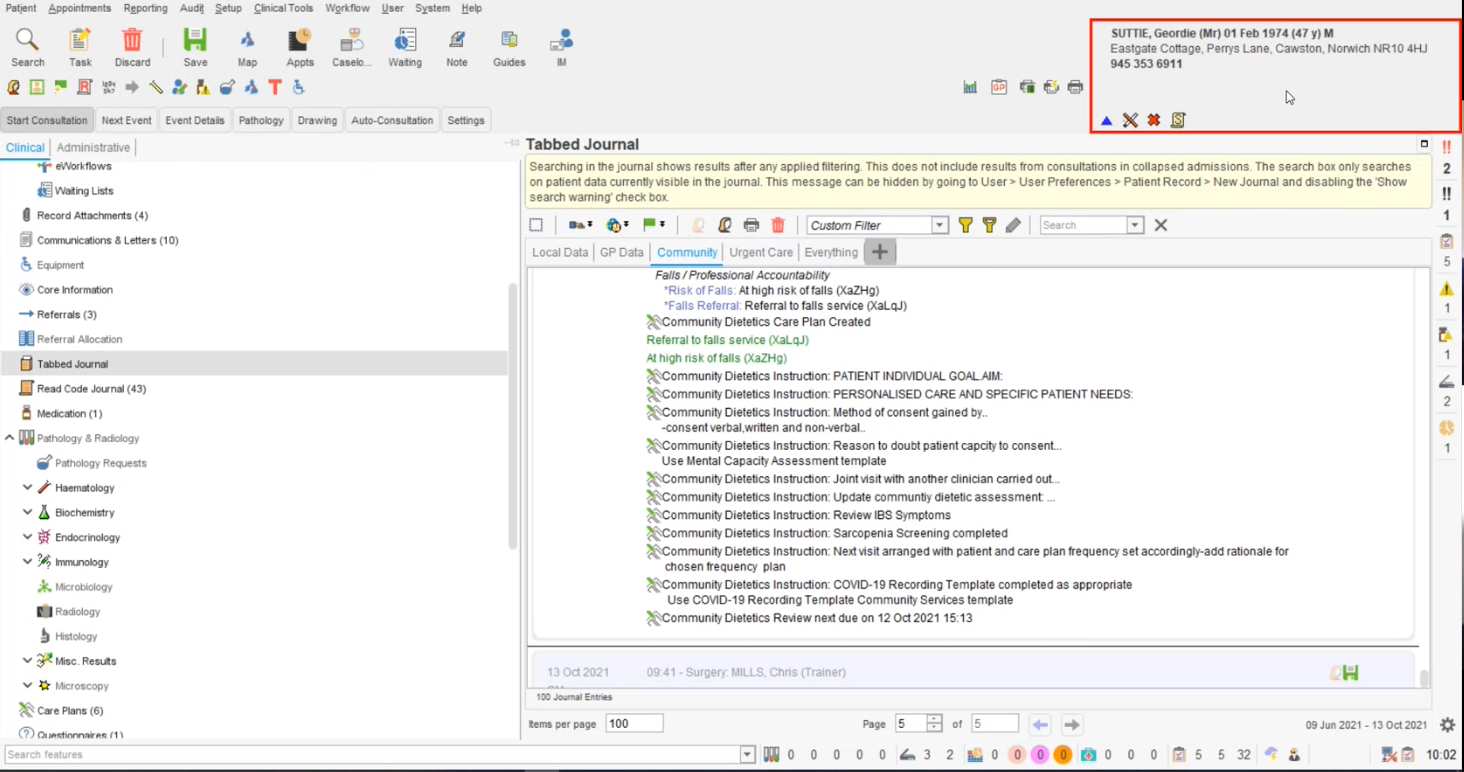 Patient Appointments Reporting Audit Setup Clinical Tools Workflow User System Help
Search Task Discard Save Map Appts Caselo... Waiting Note Guides IM
SUTTIE, Geordie (Mr) 01 Feb 1974 (47 y) M
Eastgate Cottage, Perrys Lane, Cawston, Norwich NR10 4HJ
945 353 6911
Start Consultation Next Event Event Details Pathology Drawing Auto-Consultation Settings
Clinical Administrative
eWorkflows
Waiting Lists
Record Attachments (4)
Communications & Letters (10)
Equipment
Core Information
Referrals (3)
Referral Allocation
Tabbed Journal
Read Code Journal (43)
Medication (1)
Pathology & Radiology
Pathology Requests
Haematology
Biochemistry
Endocrinology
Immunology
Microbiology
Radiology
Histology
Misc. Results
Microscopy
Care Plans (6)
Questionnaires (1)
Tabbed Journal
Searching in the journal shows results after any applied filtering. This does not include results from consultations in collapsed admissions. The search box only searches
on patient data currently visible in the journal. This message can be hidden by going to User > User Preferences > Patient Record > New Journal and disabling the 'Show
search warning' check box.
Custom Filter Search
Local Data GP Data Community Urgent Care Everything
Falls / Professional Accountability
*Risk of Falls: At high risk of falls (XaZHg)
*Falls Referral: Referral to falls service (XaLqJ)
Community Dietetics Care Plan Created
Referral to falls service (XaLqJ)
At high risk of falls (XaZHg)
Community Dietetics Instruction: PATIENT INDIVIDUAL GOAL.AIM:
Community Dietetics Instruction: PERSONALISED CARE AND SPECIFIC PATIENT NEEDS:
Community Dietetics Instruction: Method of consent gained by..
-consent verbal,written and non-verbal..
Community Dietetics Instruction: Reason to doubt patient capcity to consent...
Use Mental Capacity Assessment template
Community Dietetics Instruction: Joint visit with another clinician carried out...
Community Dietetics Instruction: Update communtiy dietetic assessment: ...
Community Dietetics Instruction: Review IBS Symptoms
Community Dietetics Instruction: Sarcopenia Screening completed
Community Dietetics Instruction: Next visit arranged with patient and care plan frequency set accordingly-add rationale for
chosen frequency plan
Community Dietetics Instruction: COVID-19 Recording Template completed as appropriate
Use COVID-19 Recording Template Community Services template
Community Dietetics Review next due on 12 Oct 2021 15:13
13 Oct 2021 09:41 - Surgery: MILLS, Chris (Trainer)
100 Journal Entries
Items per page 100 Page 5 of 5 09 Jun 2021 - 13 Oct 2021
!! 2
!! 1
5
1
1
2
1
Search features 0 0 0 0 0 3 2 0 0 0 0 0 0 0 5 5 32 10:02